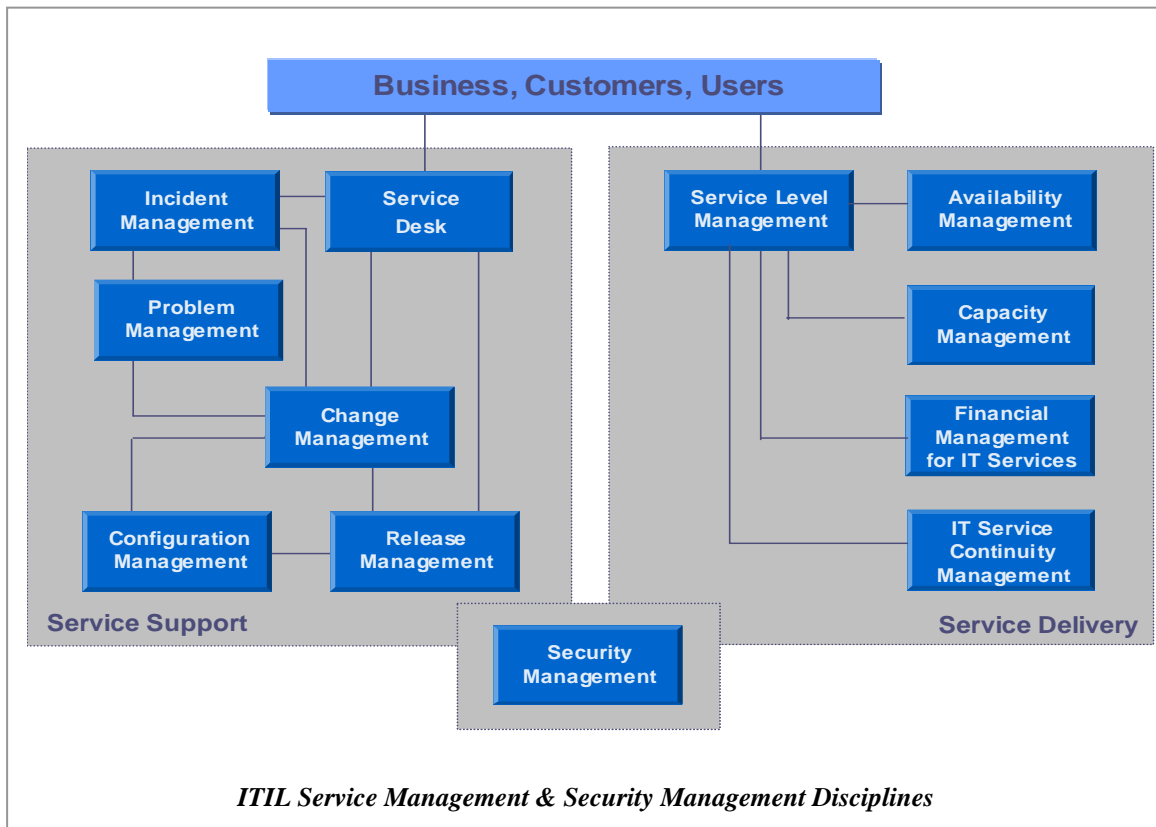 Business, Customers, Users
Incident
Management
Service
Desk
Problem
Management
Change
Management
Configuration
Management
Release
Management
Service Support
Service Level
Management
Availability
Management
Capacity
Management
Financial
Management
for IT Services
IT Service
Continuity
Management
Service Delivery
Security
Management
ITIL Service Management & Security Management Disciplines